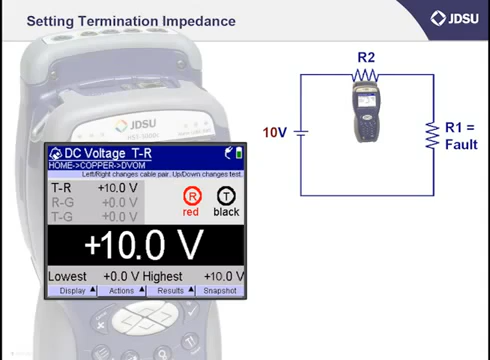 Setting Termination Impedance
JDSU
R2
10V
R1 =
Fault
JDSU
HST-3000c
DC Voltage T-R
HOME->COPPER->DVOM
Left/Right changes cable pair. Up/Down changes test.
T-R +10.0 V
R-G +0.0 V
T-G +0.0 V
R
red
T
black
+10.0 V
Lowest +0.0 V Highest +10.0 V
Display Actions Results Snapshot